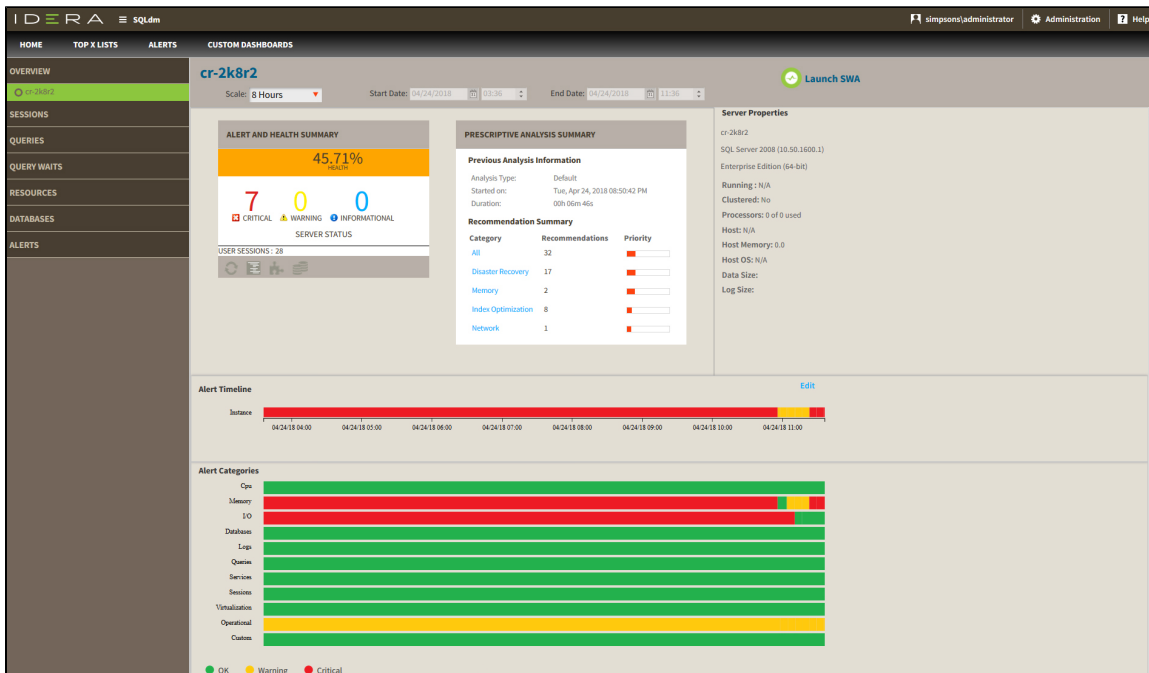 IDERA SQLdm simpsons\administrator Administration ? Help
HOME TOP X LISTS ALERTS CUSTOM DASHBOARDS
OVERVIEW
cr-2k8r2
SESSIONS
QUERIES
QUERY WAITS
RESOURCES
DATABASES
ALERTS
cr-2k8r2
Launch SWA
Scale: 8 Hours Start Date: 04/24/2018 03:36 End Date: 04/24/2018 11:36
ALERT AND HEALTH SUMMARY
45.71%
HEALTH
7 0 0
CRITICAL WARNING INFORMATIONAL
SERVER STATUS
USER SESSIONS : 28
PRESCRIPTIVE ANALYSIS SUMMARY
Previous Analysis Information
Analysis Type: Default
Started on: Tue, Apr 24, 2018 08:50:42 PM
Duration: 00h 06m 46s
Recommendation Summary
Category Recommendations Priority
All 32
Disaster Recovery 17
Memory 2
Index Optimization 8
Network 1
Server Properties
cr-2k8r2
SQL Server 2008 (10.50.1600.1)
Enterprise Edition (64-bit)
Running : N/A
Clustered: No
Processors: 0 of 0 used
Host: N/A
Host Memory: 0.0
Host OS: N/A
Data Size:
Log Size:
Alert Timeline Edit
Instance
04/24/18 04:00 04/24/18 05:00 04/24/18 06:00 04/24/18 07:00 04/24/18 08:00 04/24/18 09:00 04/24/18 10:00 04/24/18 11:00
Alert Categories
Cpu
Memory
I/O
Databases
Logs
Queries
Services
Sessions
Virtualization
Operational
Custom
OK Warning Critical